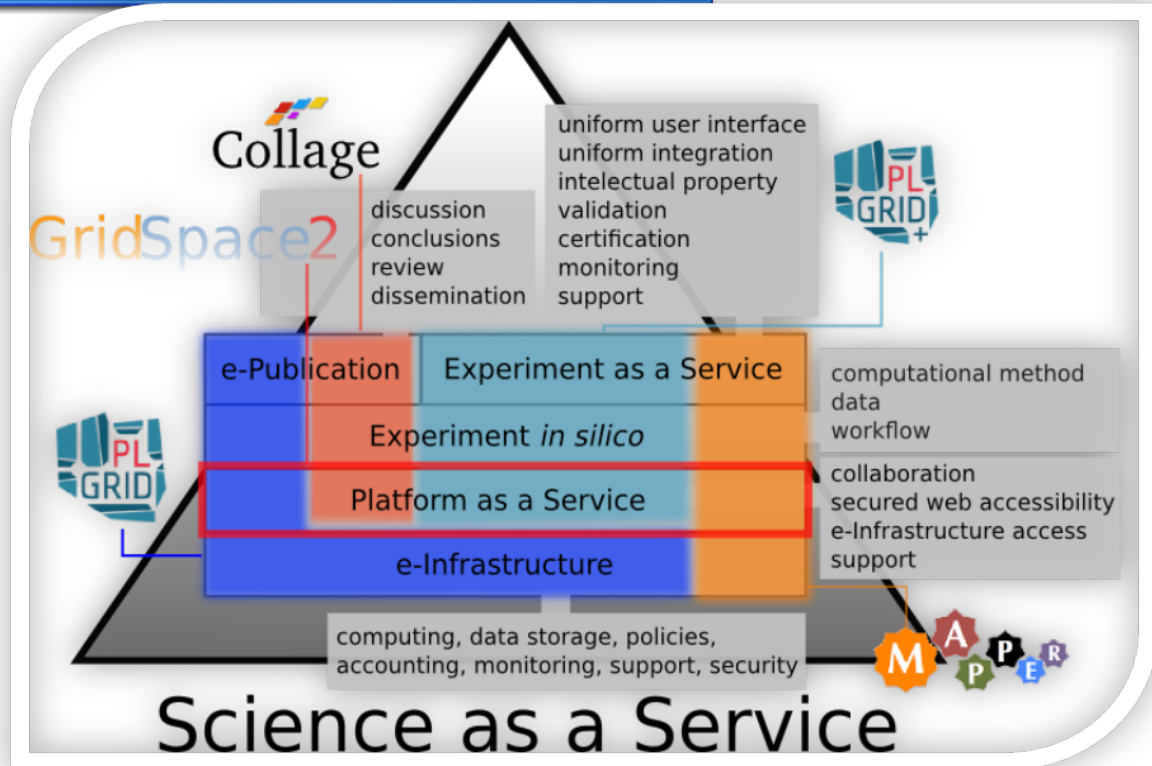 Collage
GridSpace2
discussion
conclusions
review
dissemination
uniform user interface
uniform integration
intelectual property
validation
certification
monitoring
support
PL
GRID
+
e-Publication
Experiment as a Service
Experiment in silico
Platform as a Service
e-Infrastructure
computational method
data
workflow
collaboration
secured web accessibility
e-Infrastructure access
support
PL
GRID
computing, data storage, policies,
accounting, monitoring, support, security
MAPPER
Science as a Service